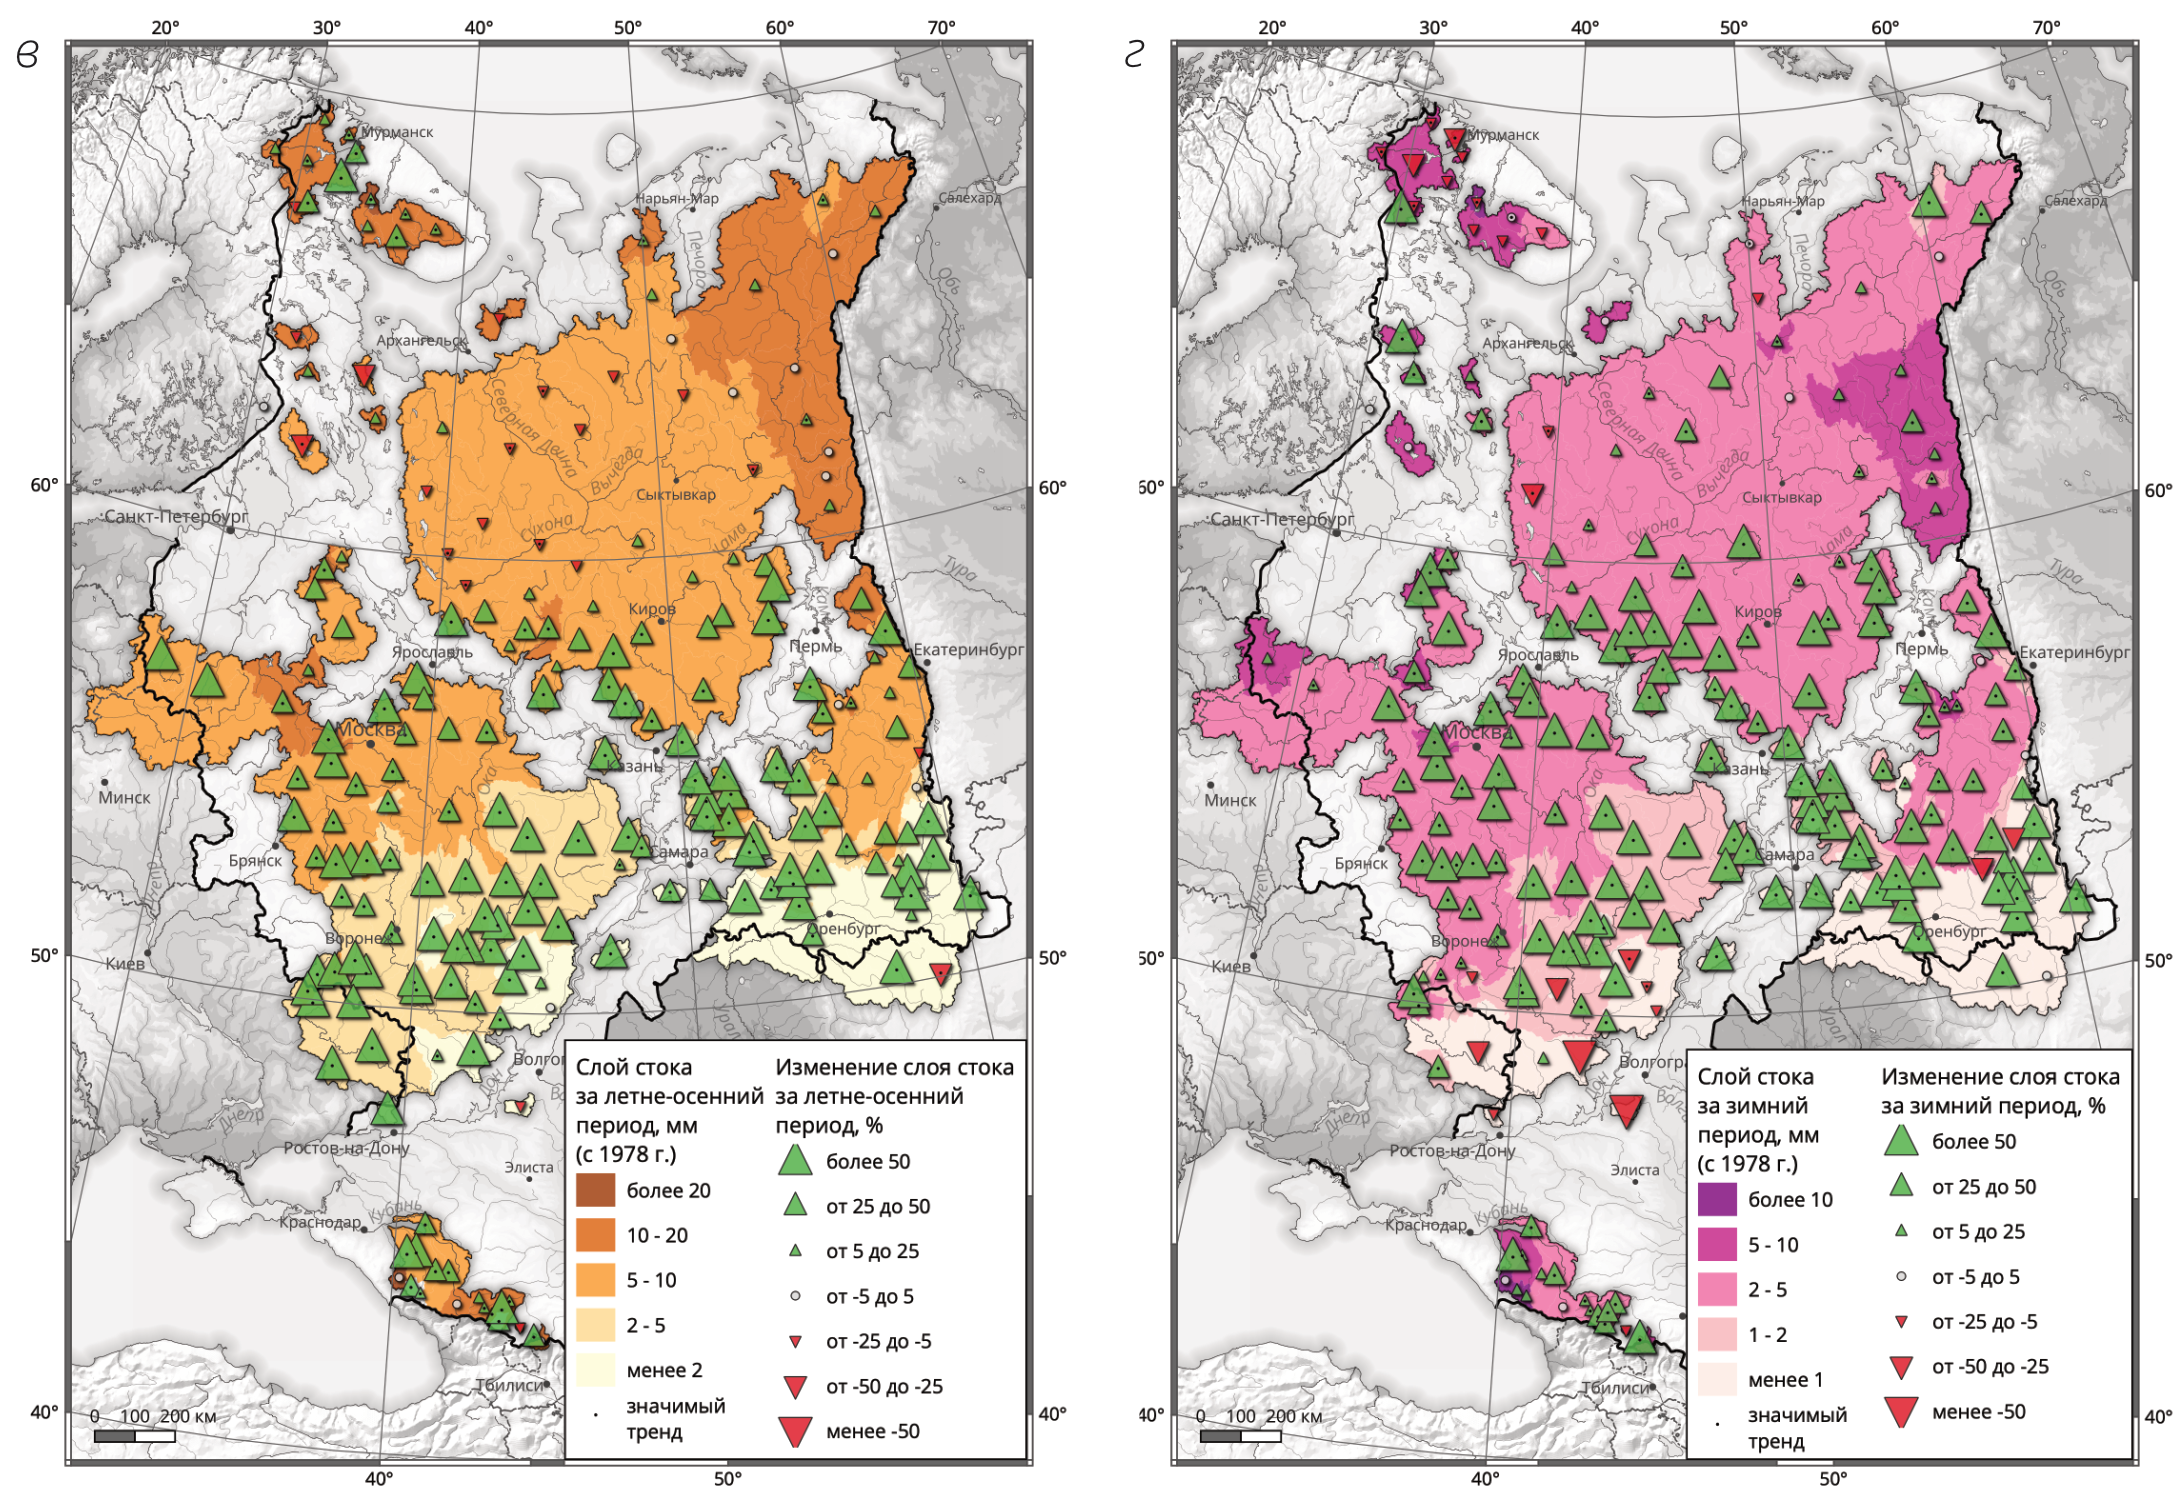 в
20° 30° 40° 50° 60° 70°
Мурманск
Нарьян-Мар
Салехард
Печора
Обь
Архангельск
Северная Двина
Вычегда
Сыктывкар
60° 60°
Санкт-Петербург
Сухона
Кама
Тура
Киров
Кама
Пермь
Екатеринбург
Ярославль
Москва
Казань
Ока
Минск
Брянск
Самара
Днепр
Воронеж
Оренбург
Киев
50° 50°
Урал
Волгог
Дон
Днепр
Ростов-на-Дону
Элиста
Кубань
Краснодар
Тбилиси
40° 40°
0 100 200 км
40° 50°
Слой стока
за летне-осенний
период, мм
(с 1978 г.)
более 20
10 - 20
5 - 10
2 - 5
менее 2
значимый
тренд
Изменение слоя стока
за летне-осенний
период, %
более 50
от 25 до 50
от 5 до 25
от -5 до 5
от -25 до -5
от -50 до -25
менее -50
г
20° 30° 40° 50° 60° 70°
Мурманск
Нарьян-Мар
Салехард
Печора
Обь
Архангельск
Северная Двина
Вычегда
Сыктывкар
50° 60°
Санкт-Петербург
Сухона
Кама
Тура
Киров
Кама
Пермь
Екатеринбург
Ярославль
Москва
Казань
Ока
Минск
Брянск
Самара
Днепр
Воронеж
Оренбург
Киев
50° 50°
Урал
Волгогра
Дон
Волга
Днепр
Ростов-на-Дону
Элиста
Кубань
Краснодар
Тбилиси
40° 40°
0 100 200 км
40° 50°
Слой стока
за зимний
период, мм
(с 1978 г.)
более 10
5 - 10
2 - 5
1 - 2
менее 1
значимый
тренд
Изменение слоя стока
за зимний период, %
более 50
от 25 до 50
от 5 до 25
от -5 до 5
от -25 до -5
от -50 до -25
менее -50